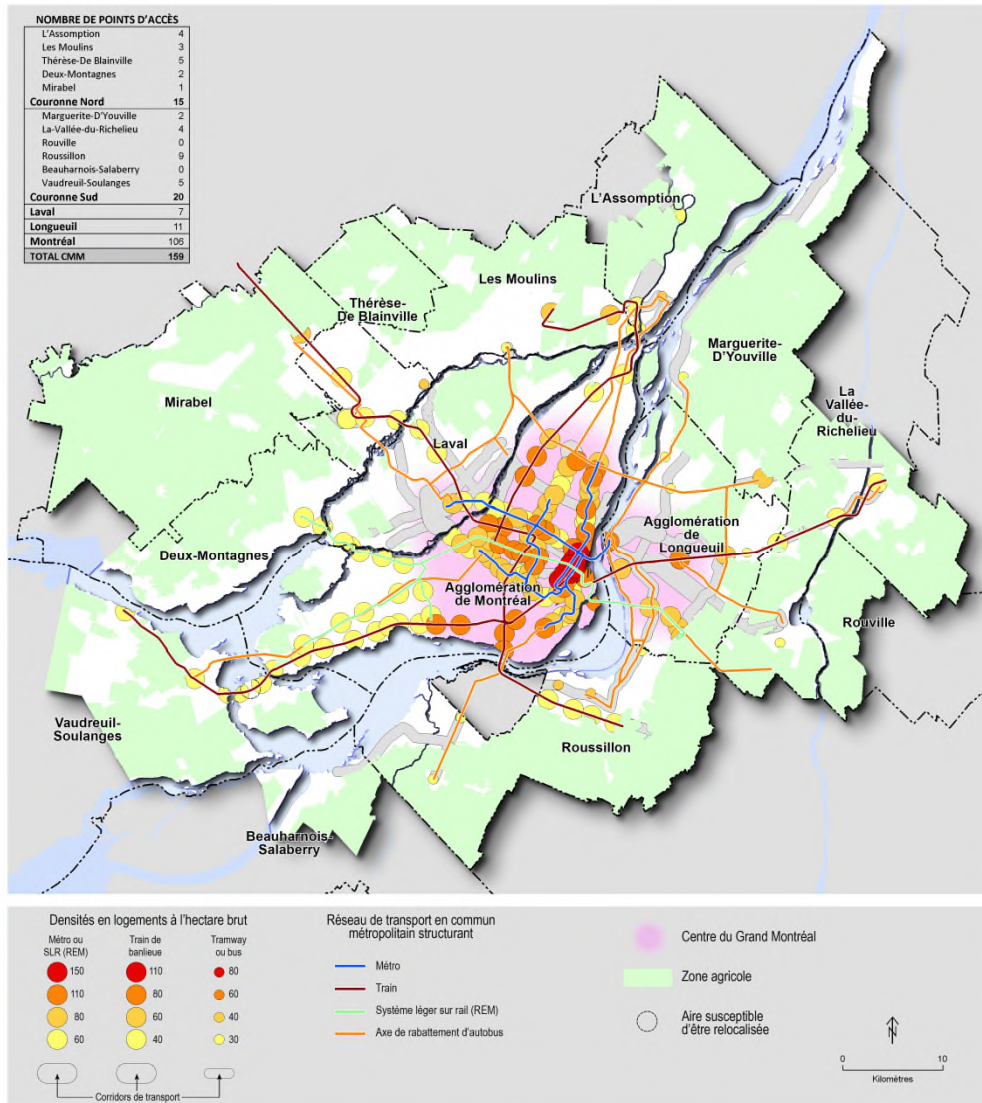 NOMBRE DE POINTS D'ACCÈS
L'Assomption 4
Les Moulins 3
Thérèse-De Blainville 5
Deux-Montagnes 2
Mirabel 1
Couronne Nord 15
Marguerite-D'Youville 2
La-Vallée-du-Richelieu 4
Rouville 0
Roussillon 9
Beauharnois-Salaberry 0
Vaudreuil-Soulanges 5
Couronne Sud 20
Laval 7
Longueuil 11
Montréal 106
TOTAL CMM 159
L'Assomption
Les Moulins
Thérèse-
De Blainville
Marguerite-
D'Youville
Mirabel
La
Vallée-
du-
Richelieu
Laval
Agglomération
de
Longueuil
Deux-Montagnes
Agglomération
de Montréal
Rouville
Vaudreuil-
Soulanges
Roussillon
Beauharnois-
Salaberry
Densités en logements à l'hectare brut
Métro ou
SLR (REM)
Train de
banlieue
Tramway
ou bus
150 110 80
110 80 60
80 60 40
60 40 30
Corridors de transport
Réseau de transport en commun
métropolitain structurant
Métro
Train
Système léger sur rail (REM)
Axe de rabattement d'autobus
Centre du Grand Montréal
Zone agricole
Aire susceptible
d'être relocalisée
N
0 10
Kilomètres